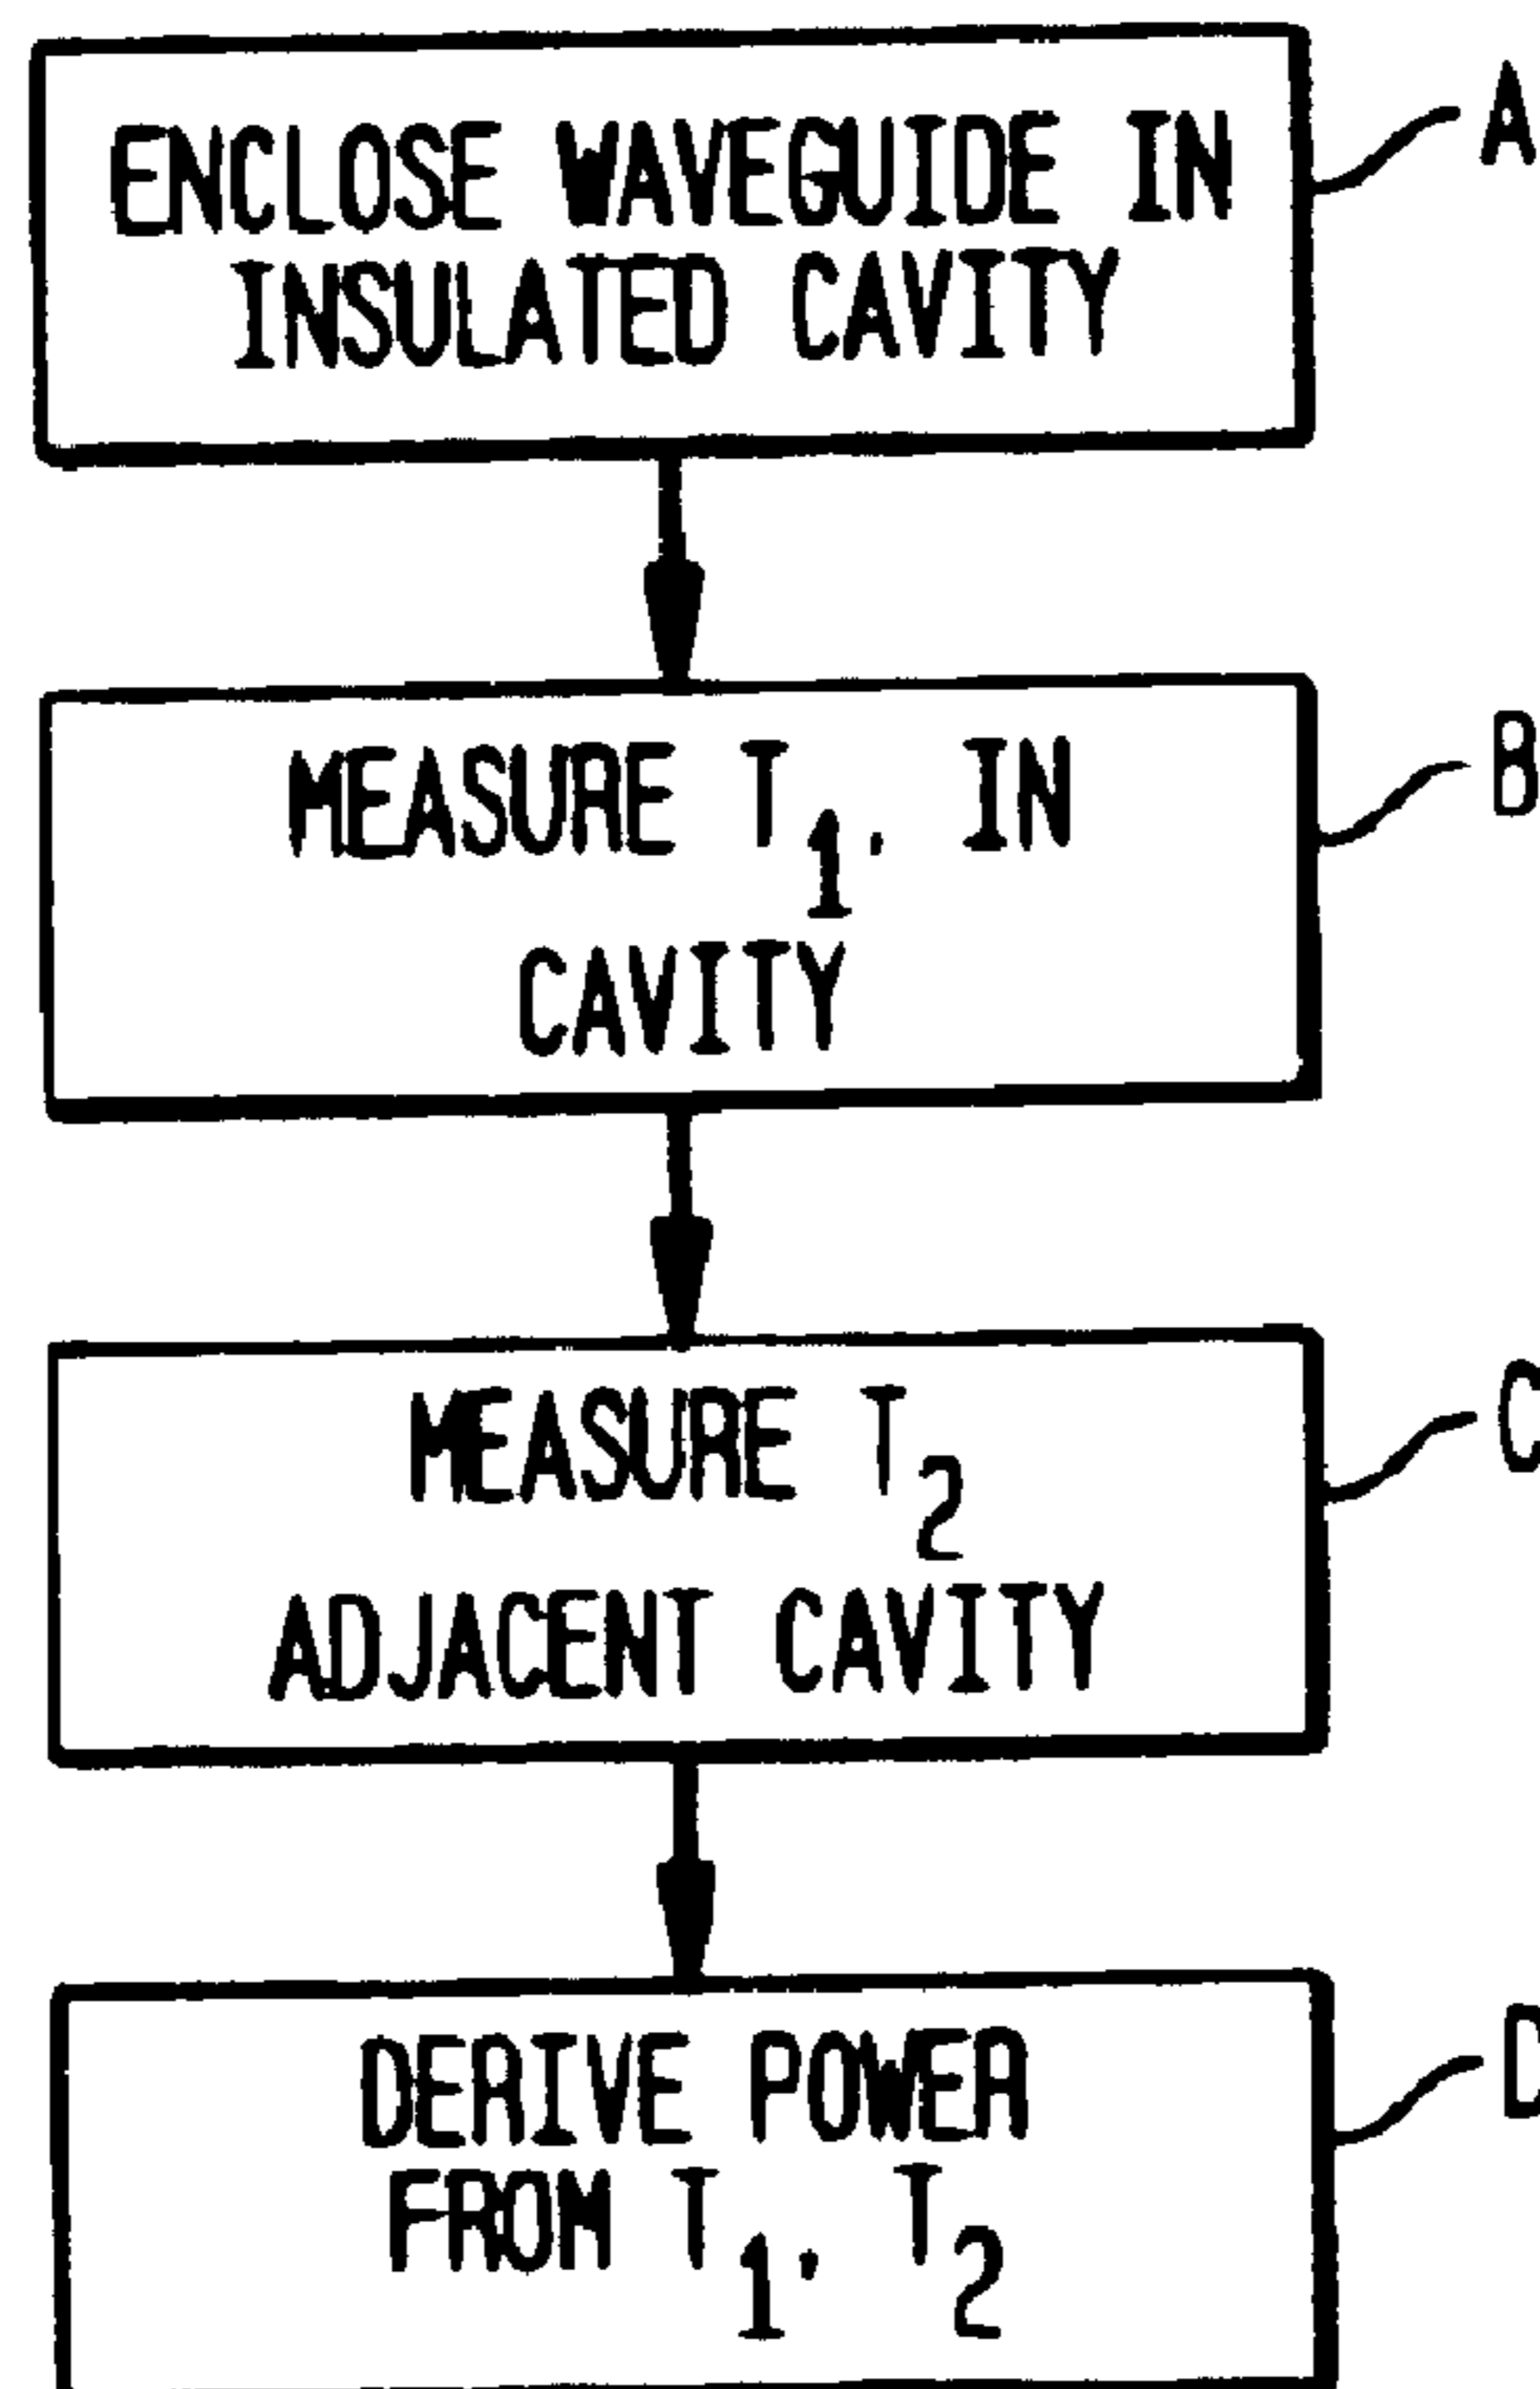 ENCLOSE WAVEGUIDE IN
INSULATED CAVITY
A
MEASURE T₁, IN
CAVITY
B
MEASURE T₂
ADJACENT CAVITY
C
DERIVE POWER
FROM T₁, T₂
D